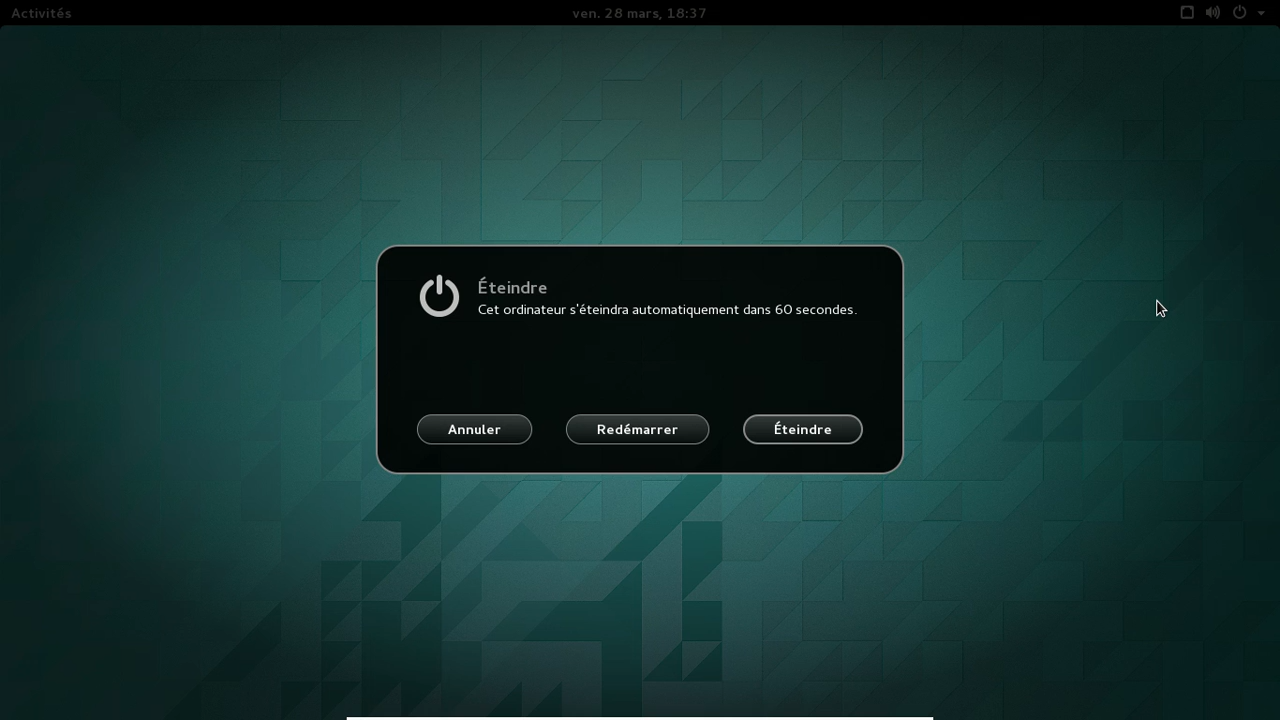 Activités
ven. 28 mars, 18:37
Éteindre
Cet ordinateur s'éteindra automatiquement dans 60 secondes.
Annuler
Redémarrer
Éteindre